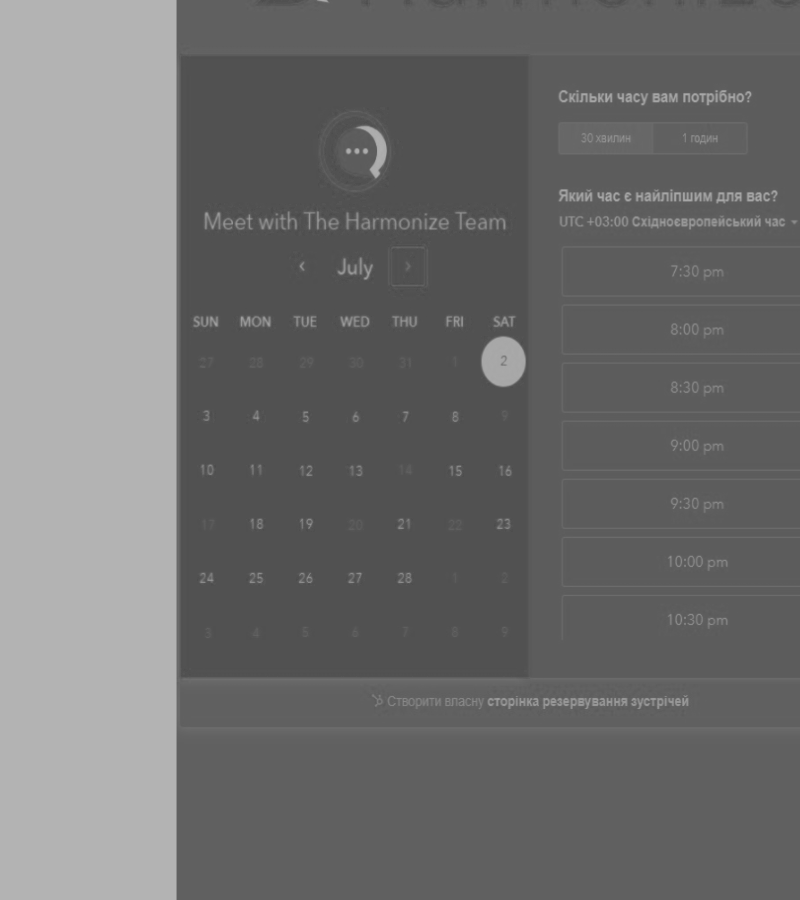 Meet with The Harmonize Team
‹ July ›
SUN MON TUE WED THU FRI SAT
27 28 29 30 31 1 2
3 4 5 6 7 8 9
10 11 12 13 14 15 16
17 18 19 20 21 22 23
24 25 26 27 28 1 2
3 4 5 6 7 8 9
Скільки часу вам потрібно?
30 хвилин 1 годин
Який час є найліпшим для вас?
UTC +03:00 Східноєвропейський час
7:30 pm
8:00 pm
8:30 pm
9:00 pm
9:30 pm
10:00 pm
10:30 pm
Створити власну сторінка резервування зустрічей